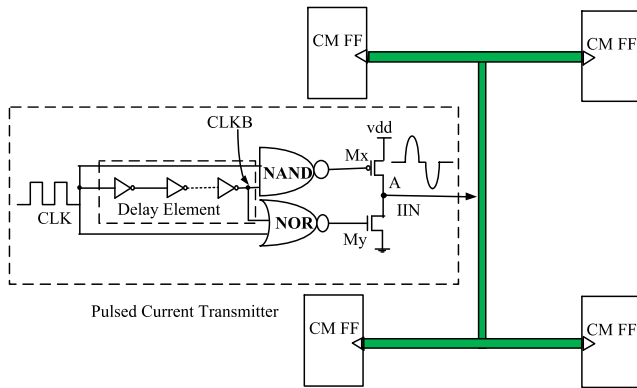 CM FF
CM FF
CLKB
vdd
NAND
Mx
A
CLK
Delay Element
IIN
NOR
My
Pulsed Current Transmitter
CM FF
CM FF